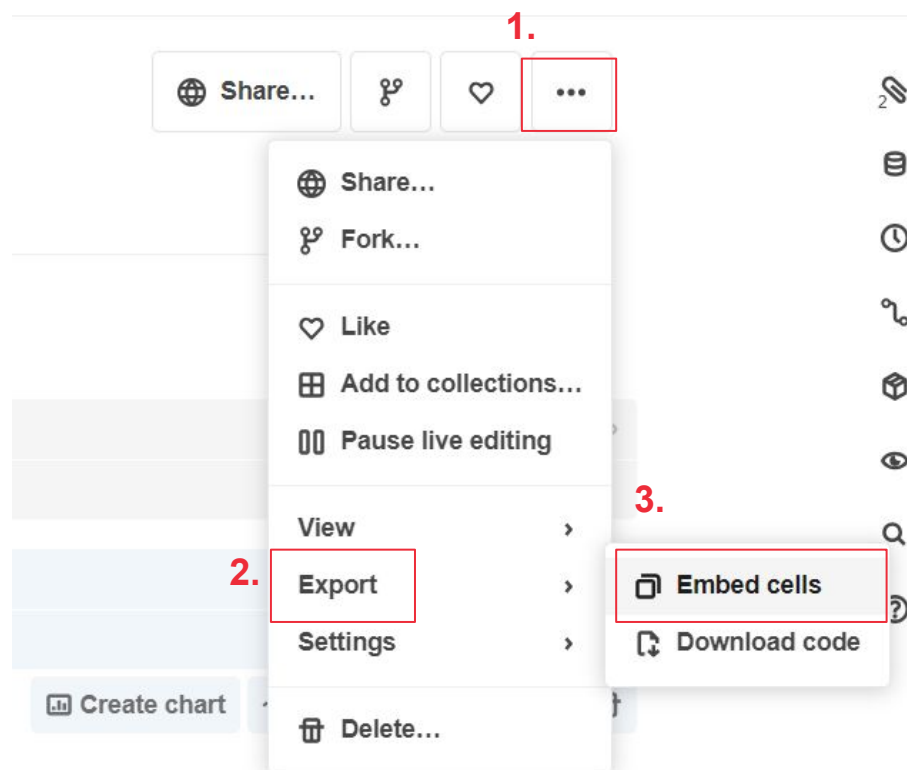 1.
Share...
2
Share...
Fork...
Like
Add to collections...
Pause live editing
3.
View
2.
Export
Embed cells
Settings
Download code
Create chart
Delete...